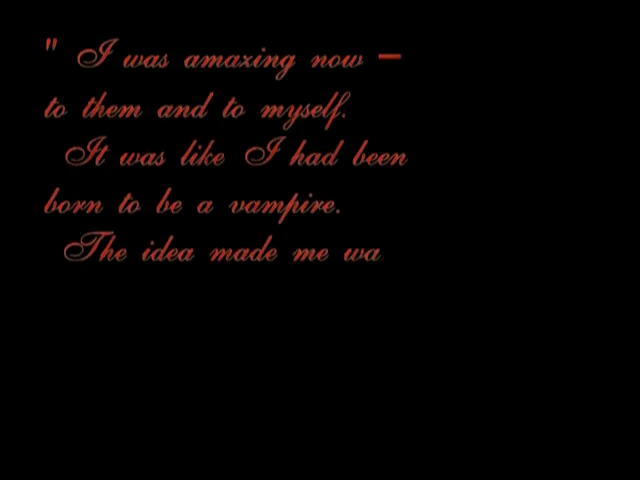 " I was amazing now –
to them and to myself.
It was like I had been
born to be a vampire.
The idea made me wa